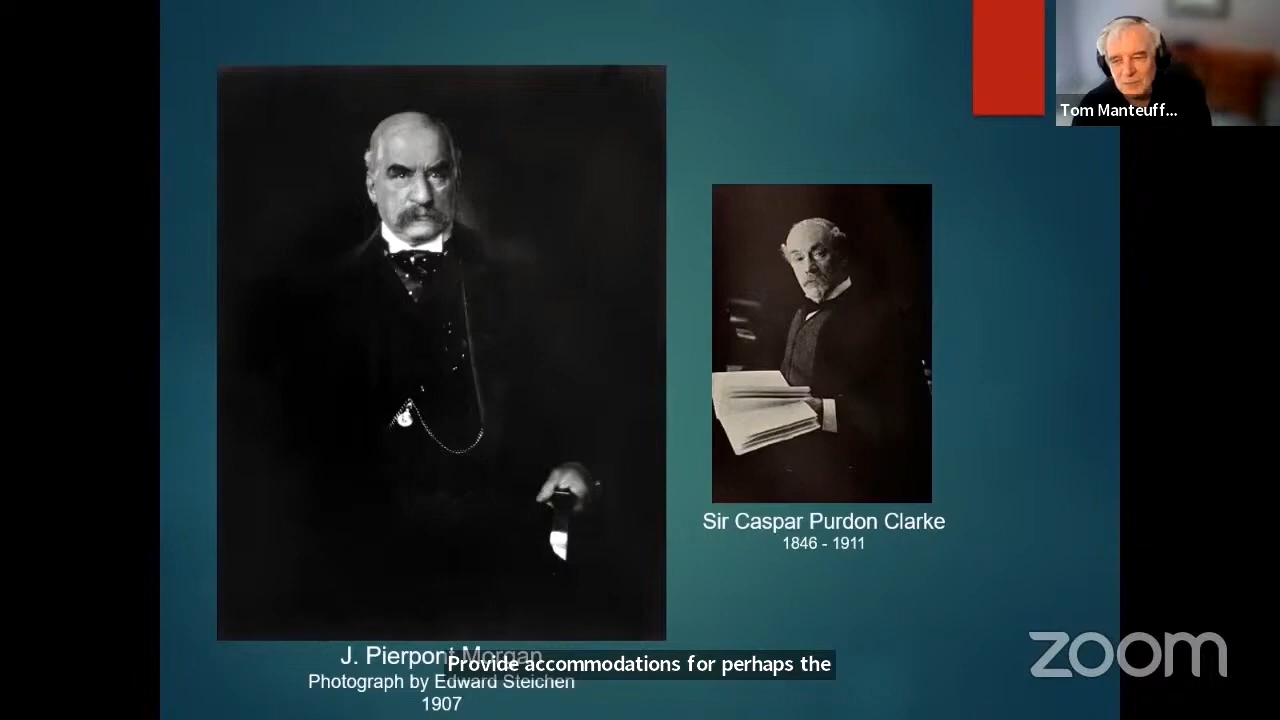 Tom Manteuff...
Sir Caspar Purdon Clarke
1846 - 1911
J. Pierpont Morgan
Provide accommodations for perhaps the
Photograph by Edward Steichen
1907
zoom